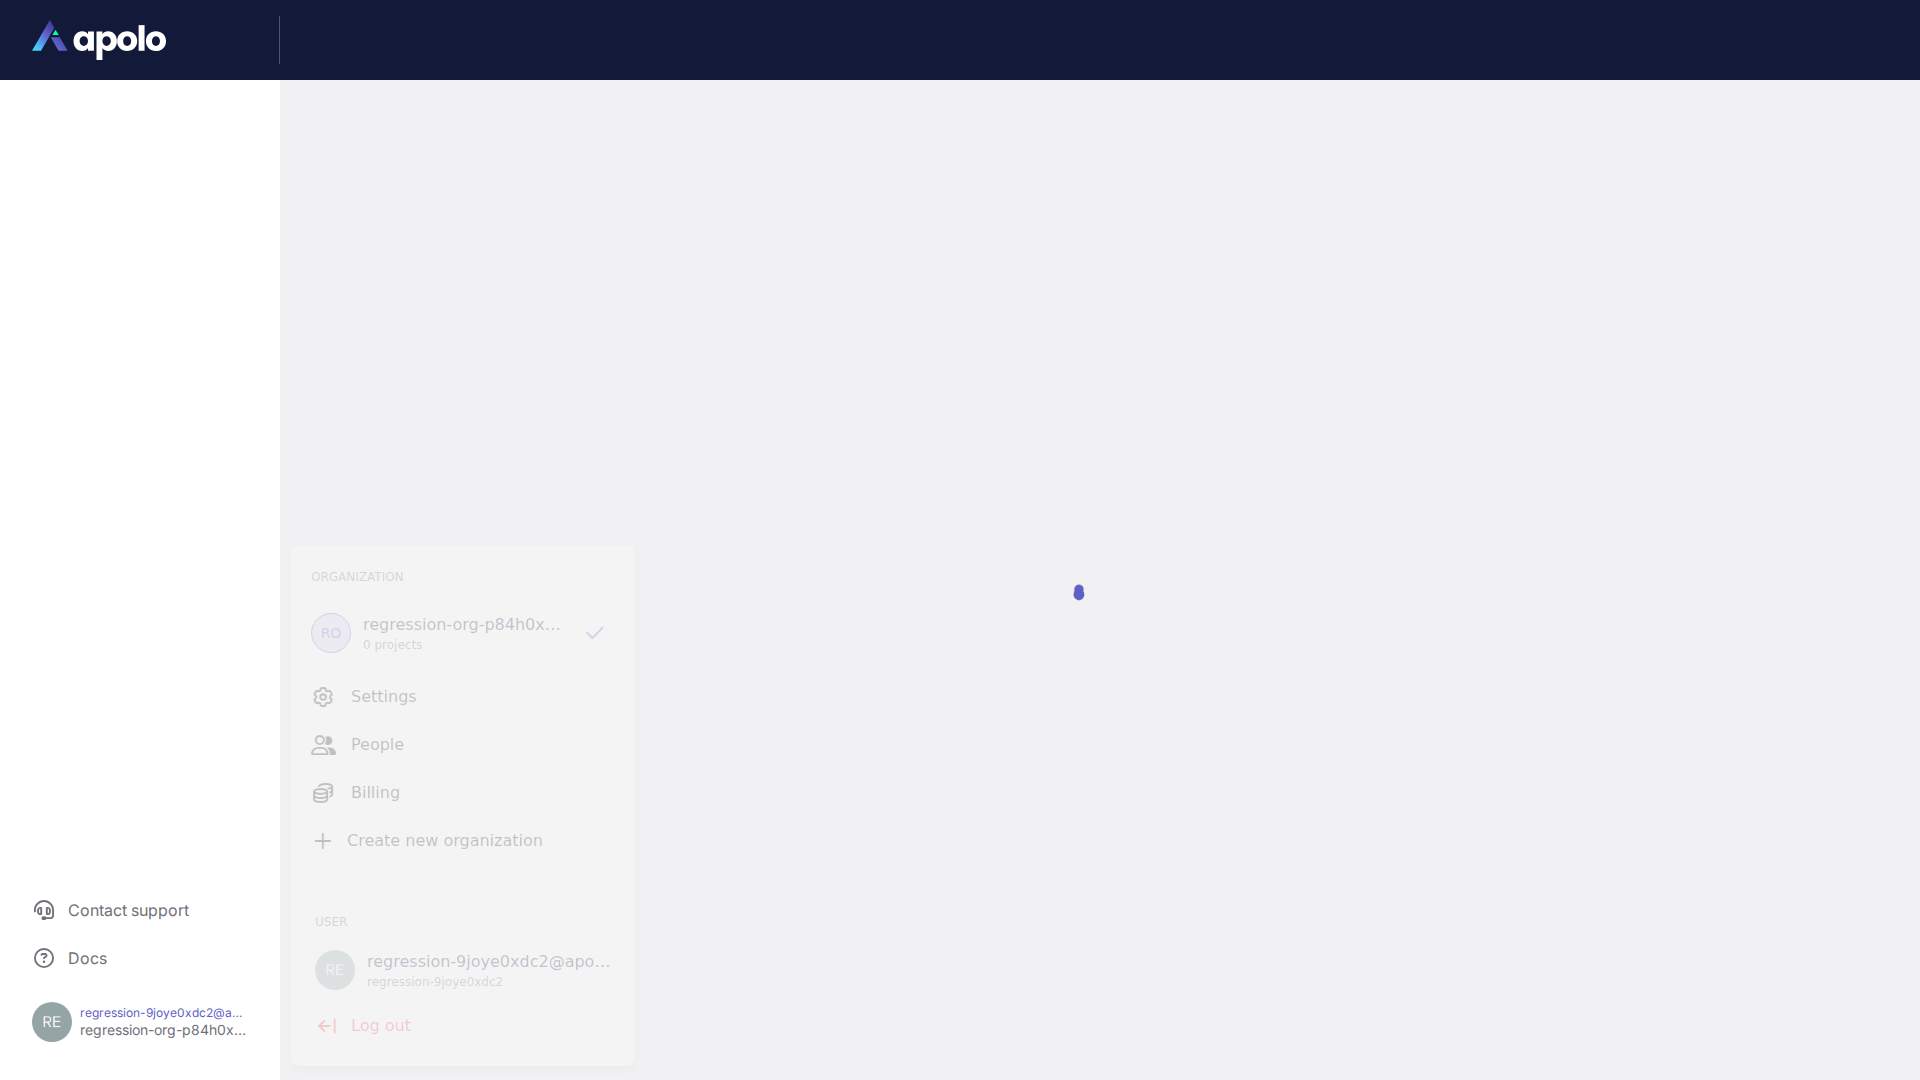 apolo
ORGANIZATION
RO
regression-org-p84h0x...
0 projects
Settings
People
Billing
Create new organization
USER
RE
regression-9joye0xdc2@apo...
regression-9joye0xdc2
Log out
Contact support
Docs
RE
regression-9joye0xdc2@a...
regression-org-p84h0x...